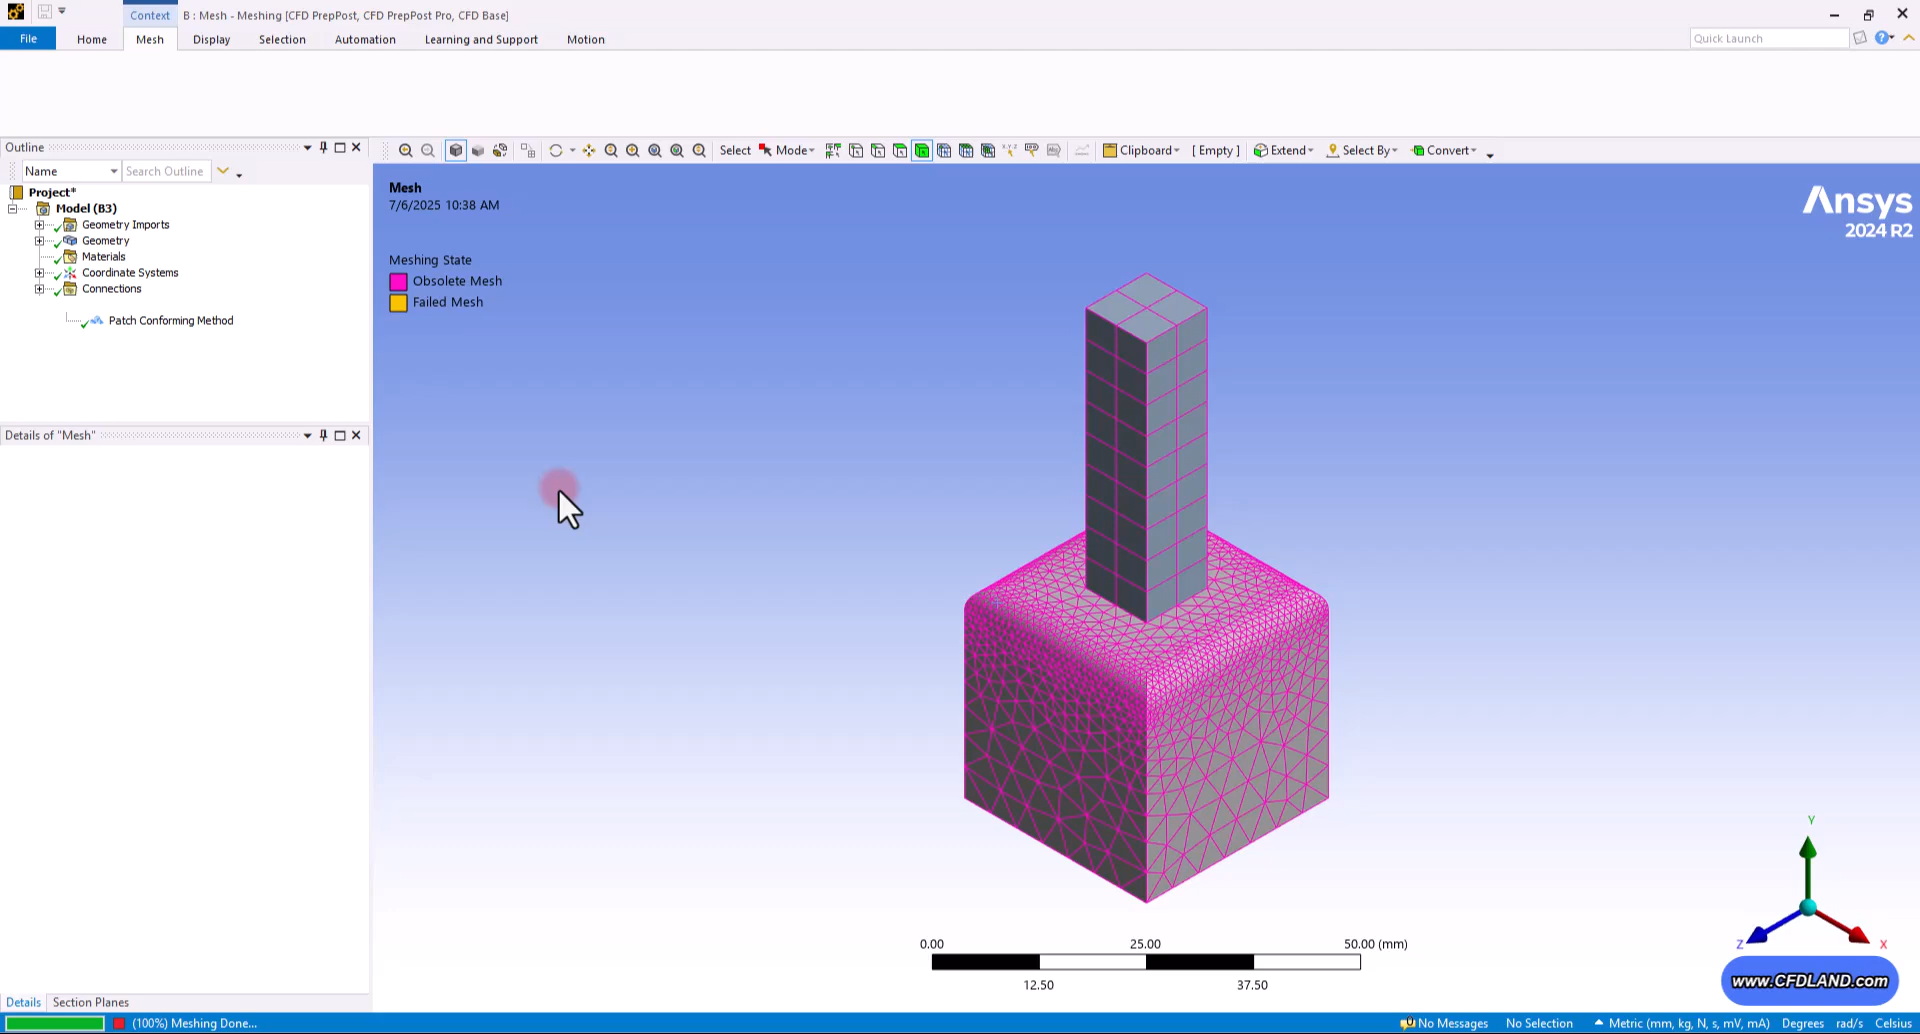 Context
B : Mesh - Meshing [CFD PrepPost, CFD PrepPost Pro, CFD Base]
File Home Mesh Display Selection Automation Learning and Support Motion
Quick Launch
Outline
Name Search Outline
Select Mode Clipboard [ Empty ] Extend Select By Convert
Project*
Model (B3)
Geometry Imports
Geometry
Materials
Coordinate Systems
Connections
Patch Conforming Method
Details of "Mesh"
Mesh
7/6/2025 10:38 AM
Meshing State
Obsolete Mesh
Failed Mesh
Ansys
2024 R2
0.00 25.00 50.00 (mm)
12.50 37.50
Y
Z
X
www.CFDLAND.com
Details Section Planes
(100%) Meshing Done... No Messages No Selection Metric (mm, kg, N, s, mV, mA) Degrees rad/s Celsius